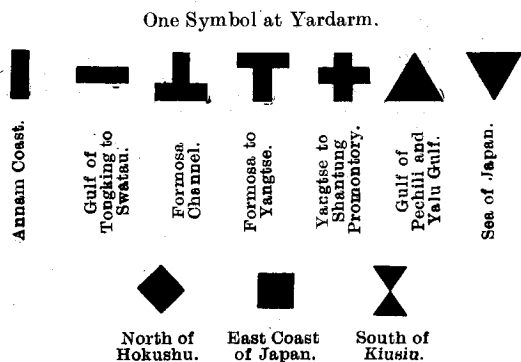 One Symbol at Yardarm.
Annam Coast.
Gulf of
Tongking to
Swatau.
Formosa
Channel.
Formosa to
Yangtse.
Yangtse to
Shantung
Promontory.
Gulf of
Pechili and
Yalu Gulf.
Sea of Japan.
North of
Hokushu.
East Coast
of Japan.
South of
Kiusiu.